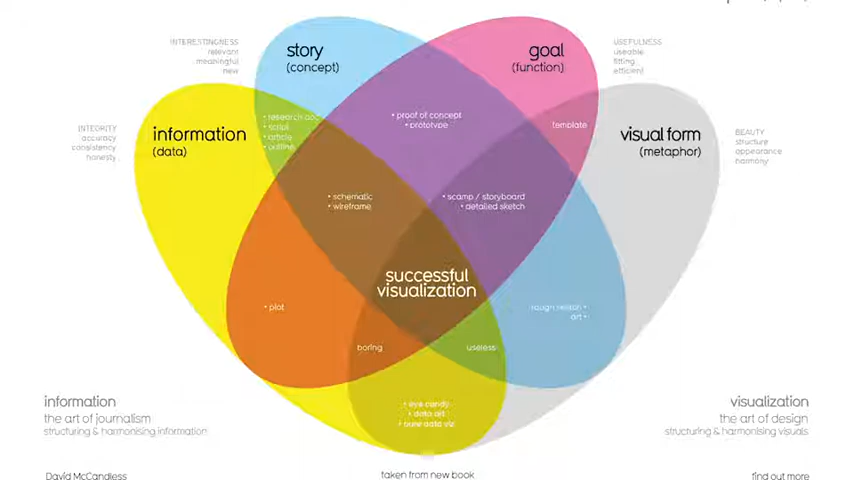 INTERESTINGNESS
relevant
meaningful
new
story
(concept)
goal
(function)
USEFULNESS
useable
fitting
efficient
INTEGRITY
accuracy
consistency
honesty
information
(data)
• script
• article
• outline
• proof of concept
• prototype
template
visual form
(metaphor)
BEAUTY
structure
appearance
harmony
• schematic
• wireframe
• scamp / storyboard
• detailed sketch
successful
visualization
• plot
art •
boring
useless
• eye candy
• data art
• pure data viz
information
the art of journalism
structuring & harmonising information
visualization
the art of design
structuring & harmonising visuals
David McCandless
taken from new book
find out more